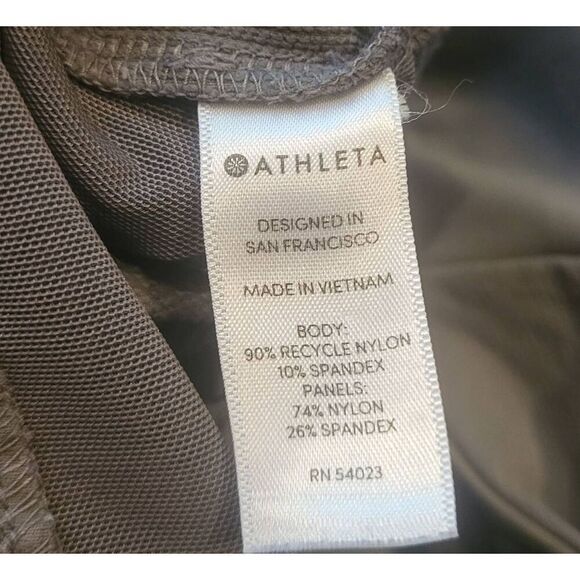 ATHLETA
DESIGNED IN
SAN FRANCISCO
MADE IN VIETNAM
BODY:
90% RECYCLE NYLON
10% SPANDEX
PANELS:
74% NYLON
26% SPANDEX
RN 54023